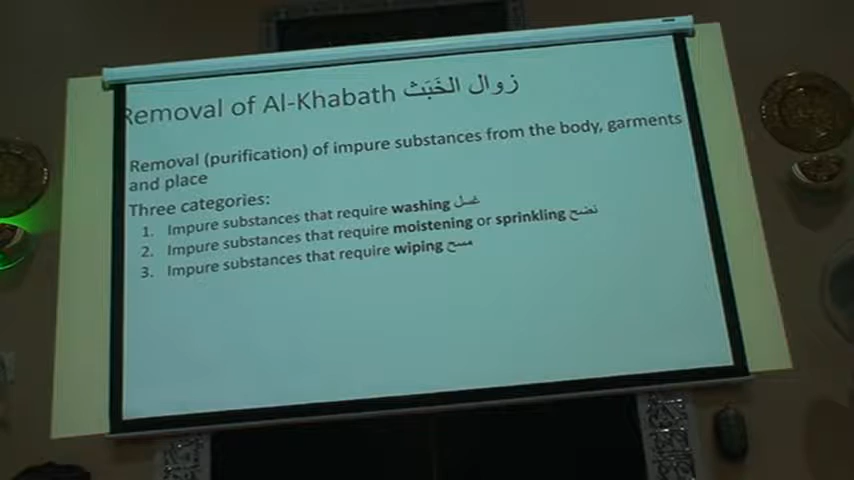 Removal of Al-Khabath زوال الخَبَث
Removal (purification) of impure substances from the body, garments
and place
Three categories:
1. Impure substances that require washing غسل
2. Impure substances that require moistening or sprinkling نضح
3. Impure substances that require wiping مسح